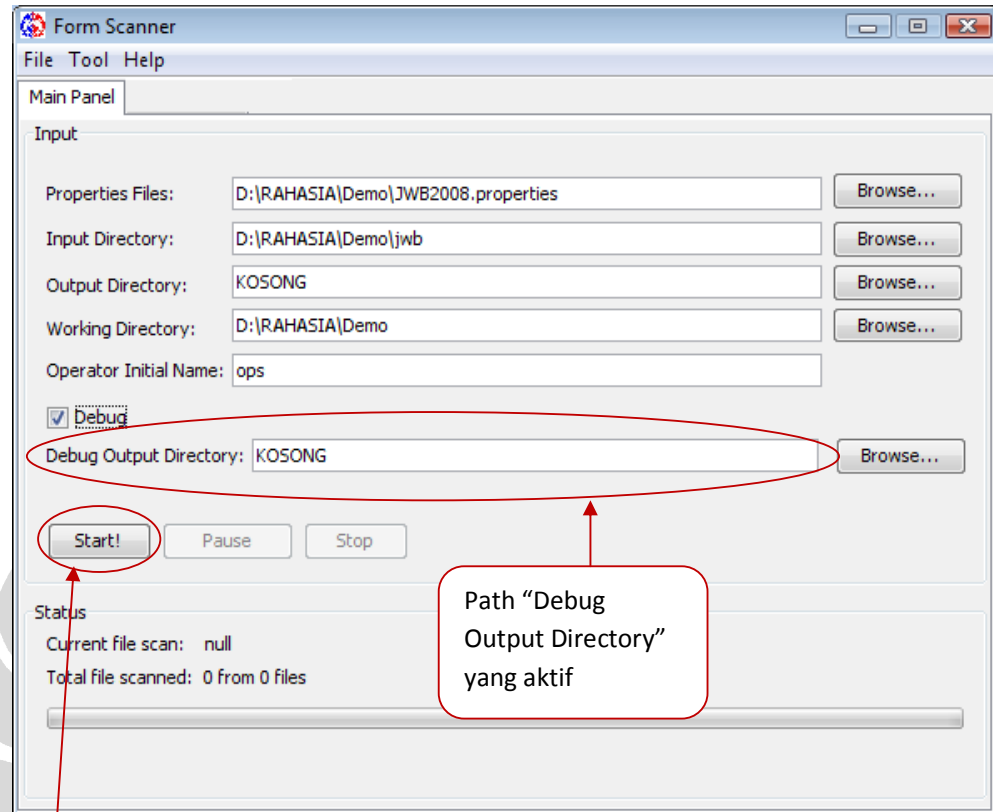 Form Scanner
File Tool Help
Main Panel
Input
Properties Files: D:\RAHASIA\Demo\JWB2008.properties Browse...
Input Directory: D:\RAHASIA\Demo\jwb Browse...
Output Directory: KOSONG Browse...
Working Directory: D:\RAHASIA\Demo Browse...
Operator Initial Name: ops
Debug
Debug Output Directory: KOSONG Browse...
Start! Pause Stop
Path “Debug
Output Directory”
yang aktif
Status
Current file scan: null
Total file scanned: 0 from 0 files